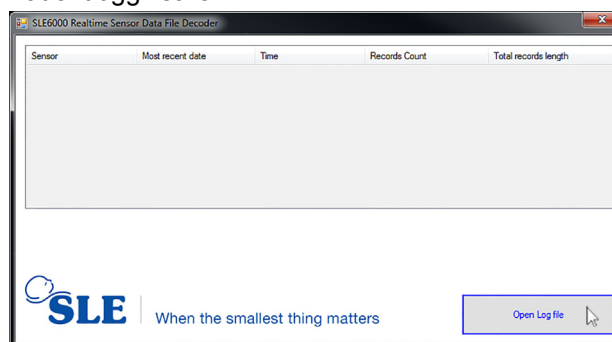 SLE6000 Realtime Sensor Data File Decoder
Sensor Most recent date Time Records Count Total records length
SLE When the smallest thing matters
Open Log file